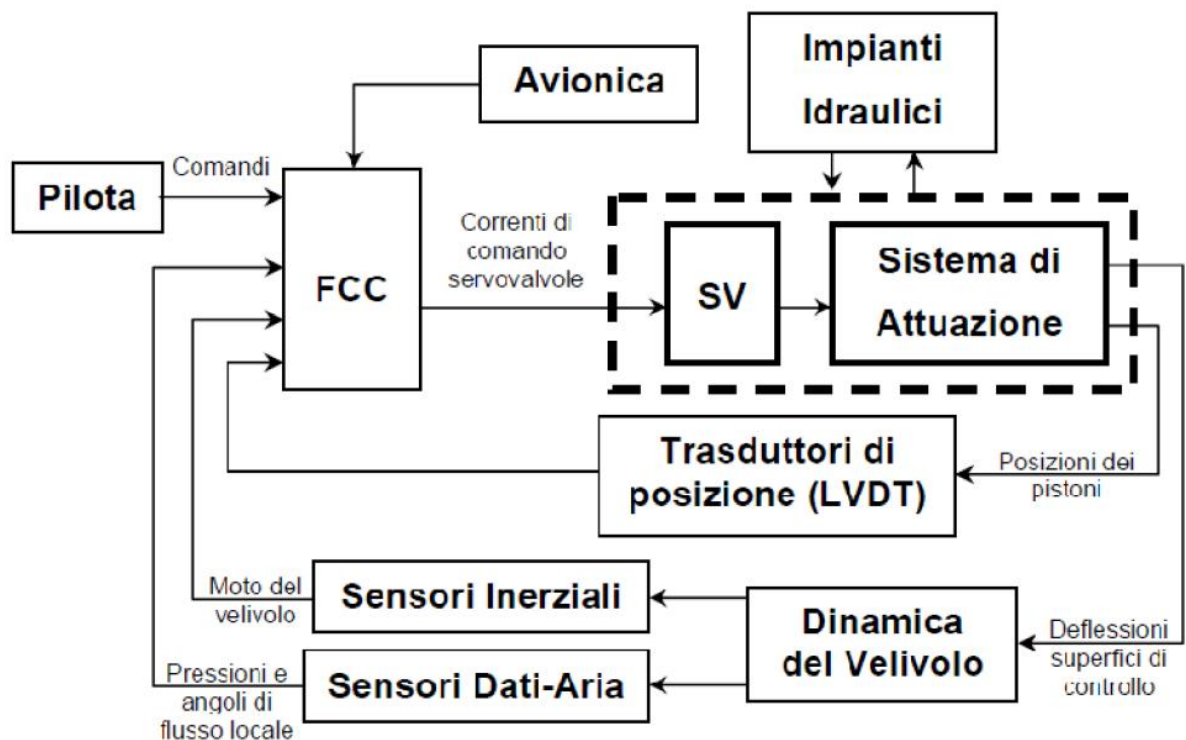 Avionica
Impianti
Idraulici
Pilota
Comandi
FCC
Correnti di
comando
servovalvole
SV
Sistema di
Attuazione
Trasduttori di
posizione (LVDT)
Posizioni dei
pistoni
Moto del
velivolo
Sensori Inerziali
Dinamica
del Velivolo
Deflessioni
superfici di
controllo
Pressioni e
angoli di
flusso locale
Sensori Dati-Aria